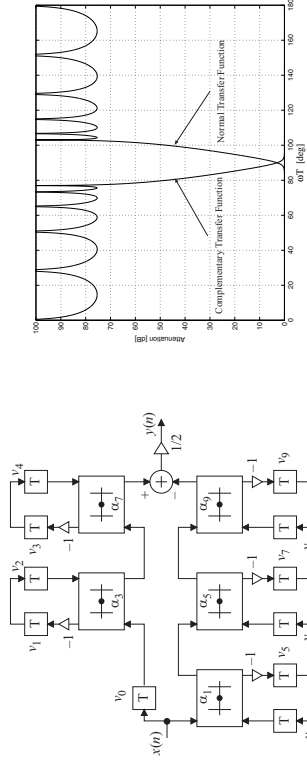 v₁ v₂ v₃ v₄
T T T T
−1 −1
α₃ α₇
v₀
T
x(n)
+
−
y(n)
1/2
α₁ α₅ α₉
−1 −1 −1
T T T T T T
v₅ v₇ v₉
100
90
80
70
60
50
40
30
20
10
0
Attenuation [dB]
Complementary Transfer Function
Normal Transfer Function
0 20 40 60 80 100 120 140 160 180
ωT [deg]